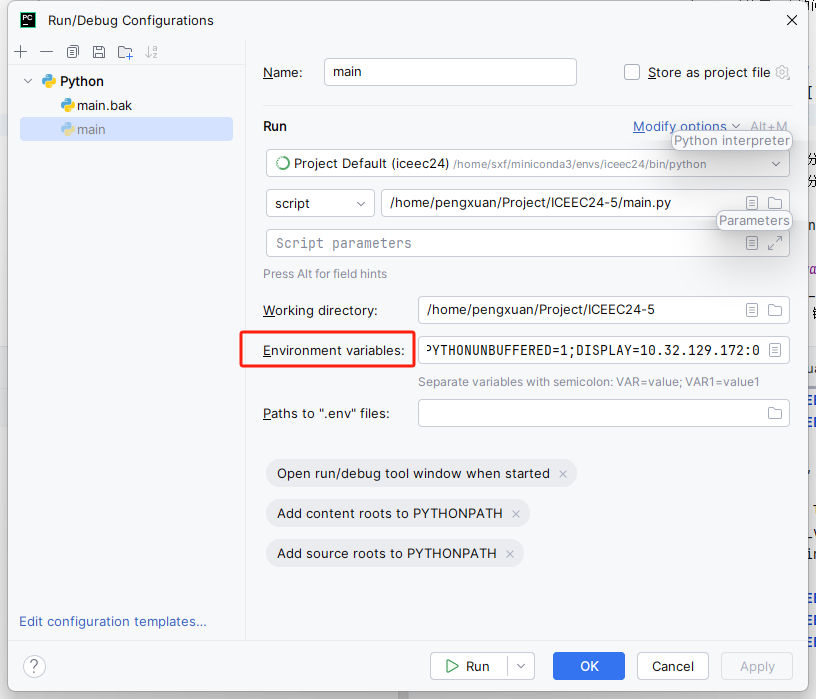 PC Run/Debug Configurations
Python
main.bak
main
Name: main Store as project file
Run Modify options Alt+M
Python interpreter
Project Default (iceec24) /home/sxf/miniconda3/envs/iceec24/bin/python
script /home/pengxuan/Project/ICEEC24-5/main.py
Parameters
Script parameters
Press Alt for field hints
Working directory: /home/pengxuan/Project/ICEEC24-5
Environment variables: PYTHONUNBUFFERED=1;DISPLAY=10.32.129.172:0
Separate variables with semicolon: VAR=value; VAR1=value1
Paths to ".env" files:
Open run/debug tool window when started
Add content roots to PYTHONPATH
Add source roots to PYTHONPATH
Edit configuration templates...
? Run OK Cancel Apply